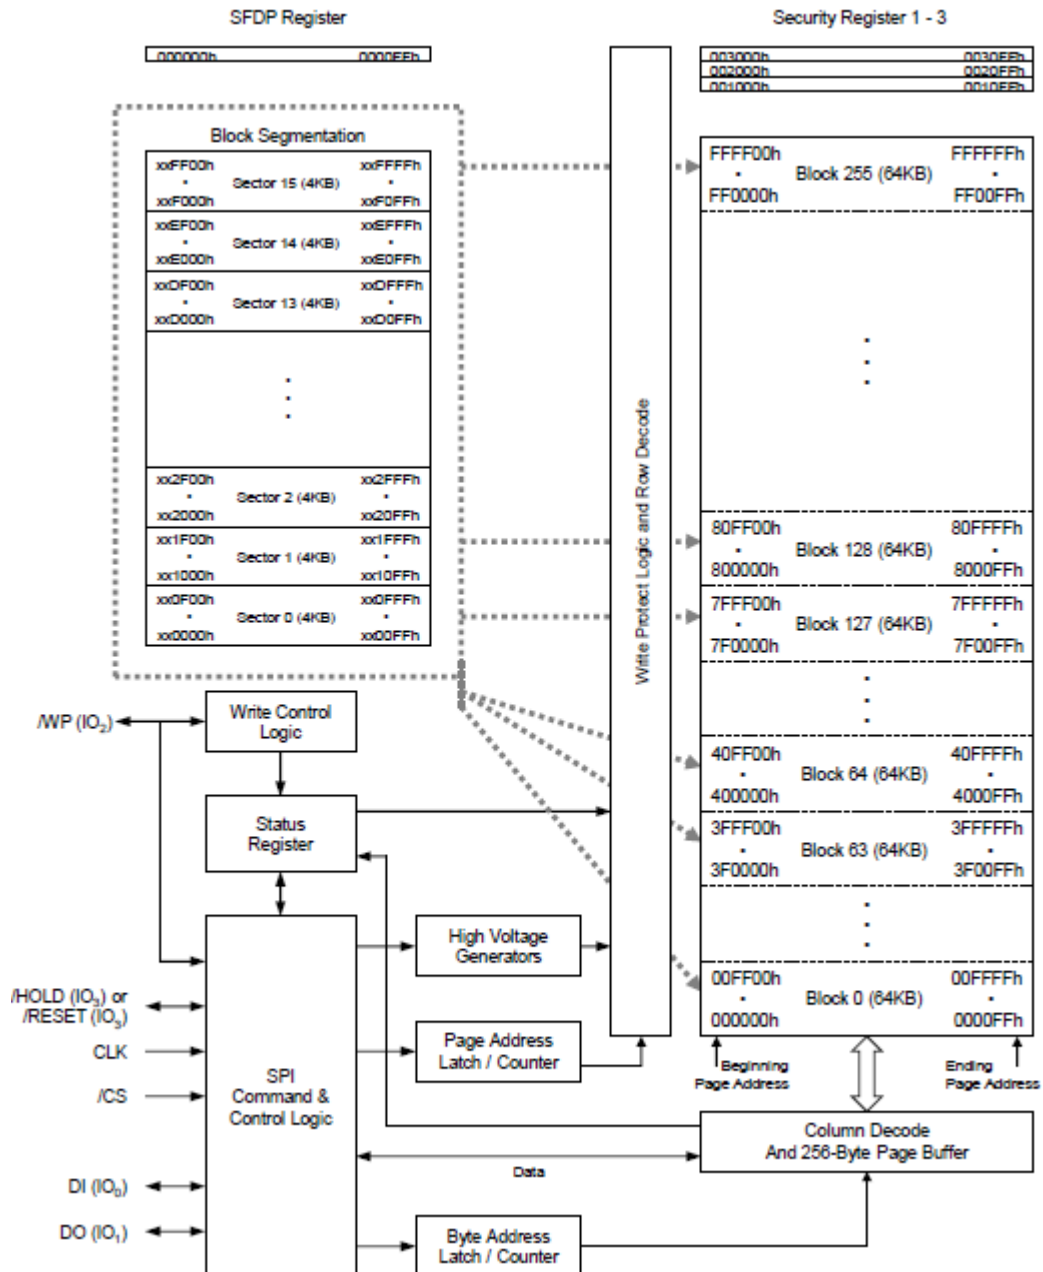 SFDP Register
Security Register 1 - 3
000000h 0000FFh
003000h 0030FFh
002000h 0020FFh
001000h 0010FFh
Block Segmentation
xxFF00h xxFFFFh
Sector 15 (4KB)
xxF000h xxF0FFh
xxEF00h xxEFFFh
Sector 14 (4KB)
xxE000h xxE0FFh
xxDF00h xxDFFFh
Sector 13 (4KB)
xxD000h xxD0FFh
xx2F00h xx2FFFh
Sector 2 (4KB)
xx2000h xx20FFh
xx1F00h xx1FFFh
Sector 1 (4KB)
xx1000h xx10FFh
xx0F00h xx0FFFh
Sector 0 (4KB)
xx0000h xx00FFh
Write Protect Logic and Row Decode
FFFF00h FFFFFFh
Block 255 (64KB)
FF0000h FF00FFh
80FF00h 80FFFFh
Block 128 (64KB)
800000h 8000FFh
7FFF00h 7FFFFFh
Block 127 (64KB)
7F0000h 7F00FFh
40FF00h 40FFFFh
Block 64 (64KB)
400000h 4000FFh
3FFF00h 3FFFFFh
Block 63 (64KB)
3F0000h 3F00FFh
00FF00h 00FFFFh
Block 0 (64KB)
000000h 0000FFh
Beginning
Page Address
Ending
Page Address
/WP (IO₂)
Write Control
Logic
Status
Register
High Voltage
Generators
/HOLD (IO₃) or
/RESET (IO₃)
CLK
/CS
DI (IO₀)
DO (IO₁)
SPI
Command &
Control Logic
Page Address
Latch / Counter
Column Decode
And 256-Byte Page Buffer
Data
Byte Address
Latch / Counter